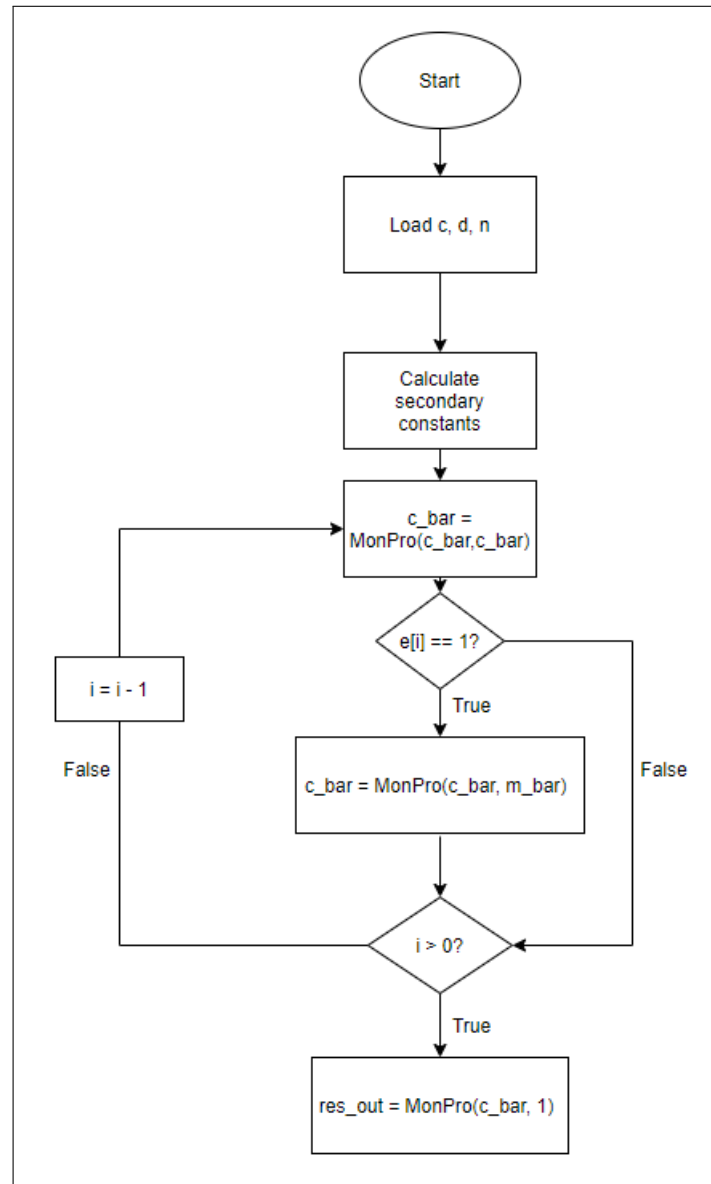 Start
Load c, d, n
Calculate
secondary
constants
c_bar =
MonPro(c_bar,c_bar)
e[i] == 1?
i = i - 1
True
False
False
c_bar = MonPro(c_bar, m_bar)
i > 0?
True
res_out = MonPro(c_bar, 1)